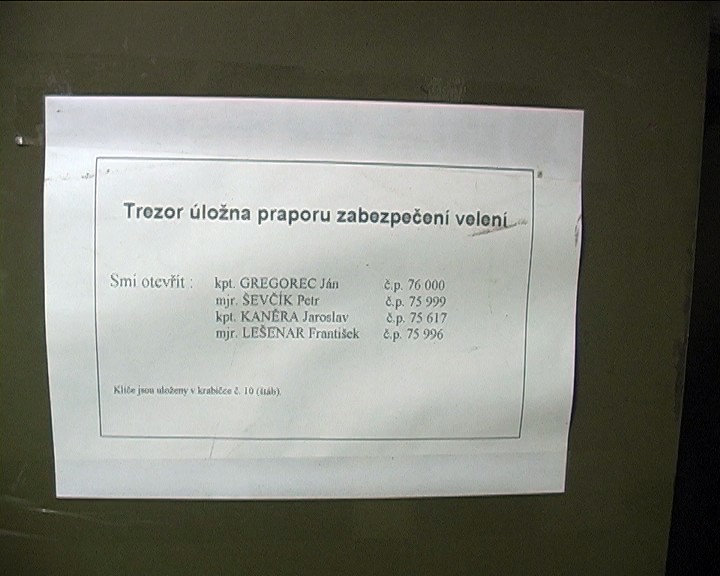 Trezor úložna praporu zabezpečení velení
Smí otevřít : kpt. GREGOREC Ján č.p. 76 000
mjr. ŠEVČÍK Petr č.p. 75 999
kpt. KANĚRA Jaroslav č.p. 75 617
mjr. LEŠENAR František č.p. 75 996
Klíče jsou uloženy v krabičce č. 10 (štáb).